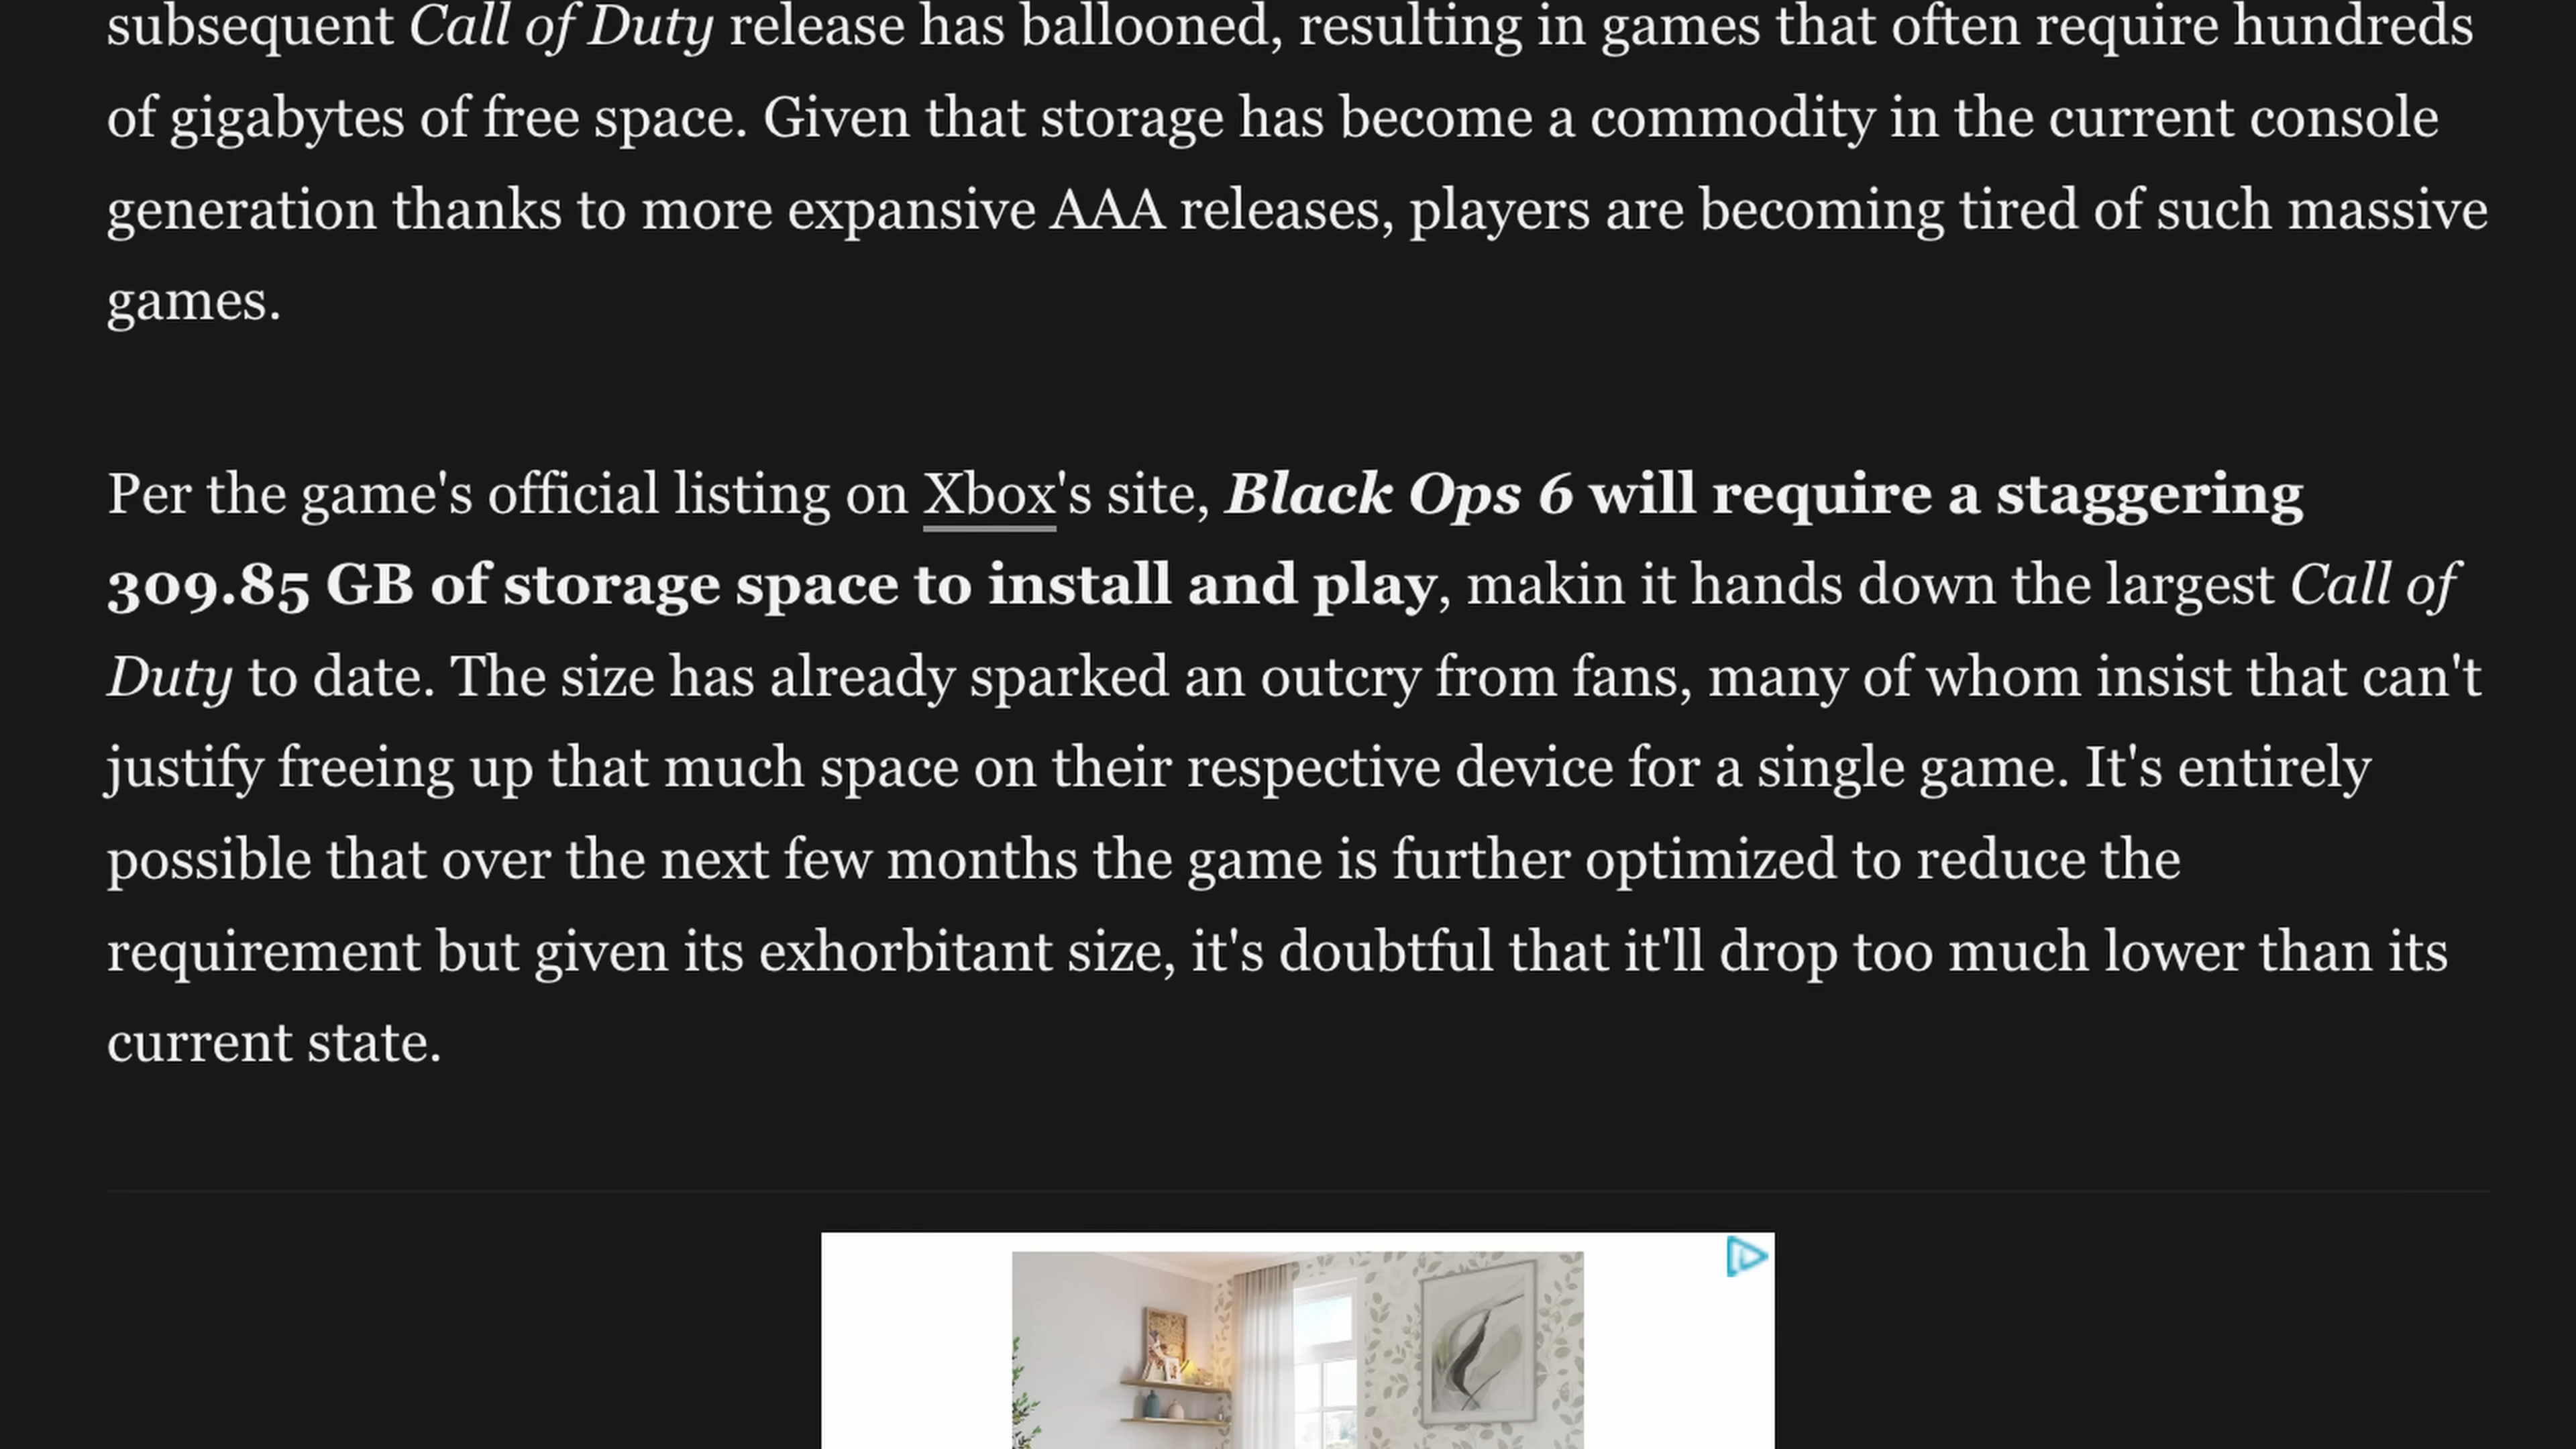 subsequent Call of Duty release has ballooned, resulting in games that often require hundreds
of gigabytes of free space. Given that storage has become a commodity in the current console
generation thanks to more expansive AAA releases, players are becoming tired of such massive
games.
Per the game's official listing on Xbox's site, Black Ops 6 will require a staggering
309.85 GB of storage space to install and play, makin it hands down the largest Call of
Duty to date. The size has already sparked an outcry from fans, many of whom insist that can't
justify freeing up that much space on their respective device for a single game. It's entirely
possible that over the next few months the game is further optimized to reduce the
requirement but given its exhorbitant size, it's doubtful that it'll drop too much lower than its
current state.